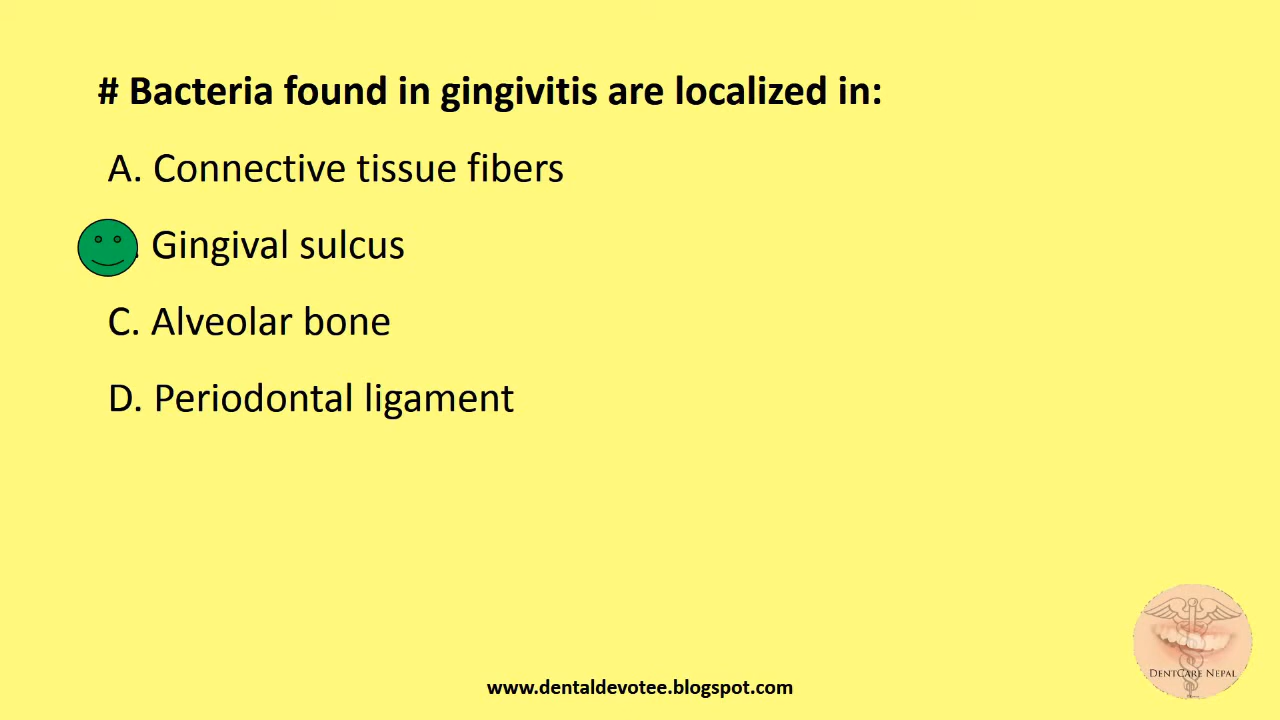 # Bacteria found in gingivitis are localized in:
A. Connective tissue fibers
. Gingival sulcus
C. Alveolar bone
D. Periodontal ligament
DENTCARE NEPAL
www.dentaldevotee.blogspot.com